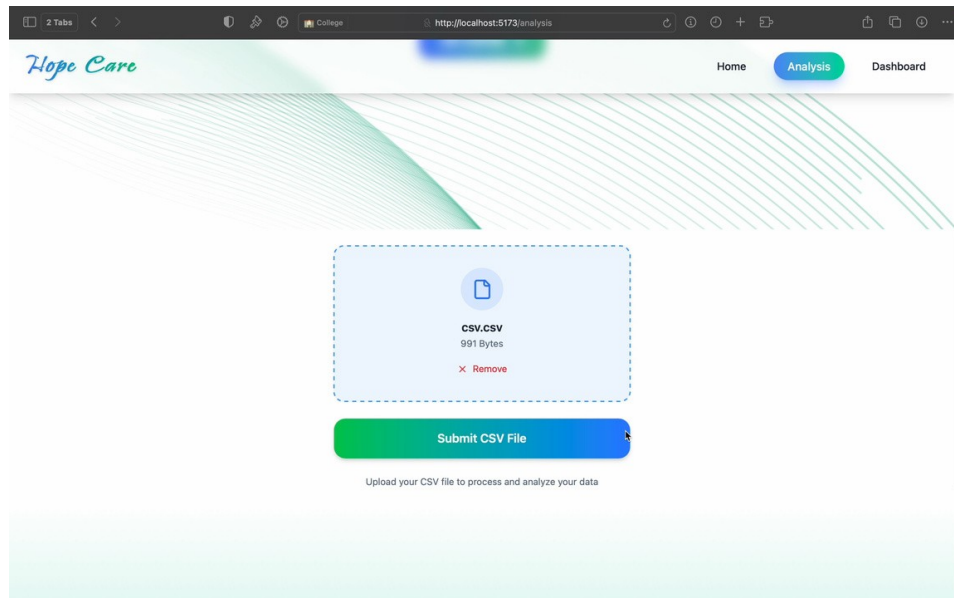 2 Tabs
College
http://localhost:5173/analysis
Hope Care
Home
Analysis
Dashboard
csv.csv
991 Bytes
Remove
Submit CSV File
Upload your CSV file to process and analyze your data